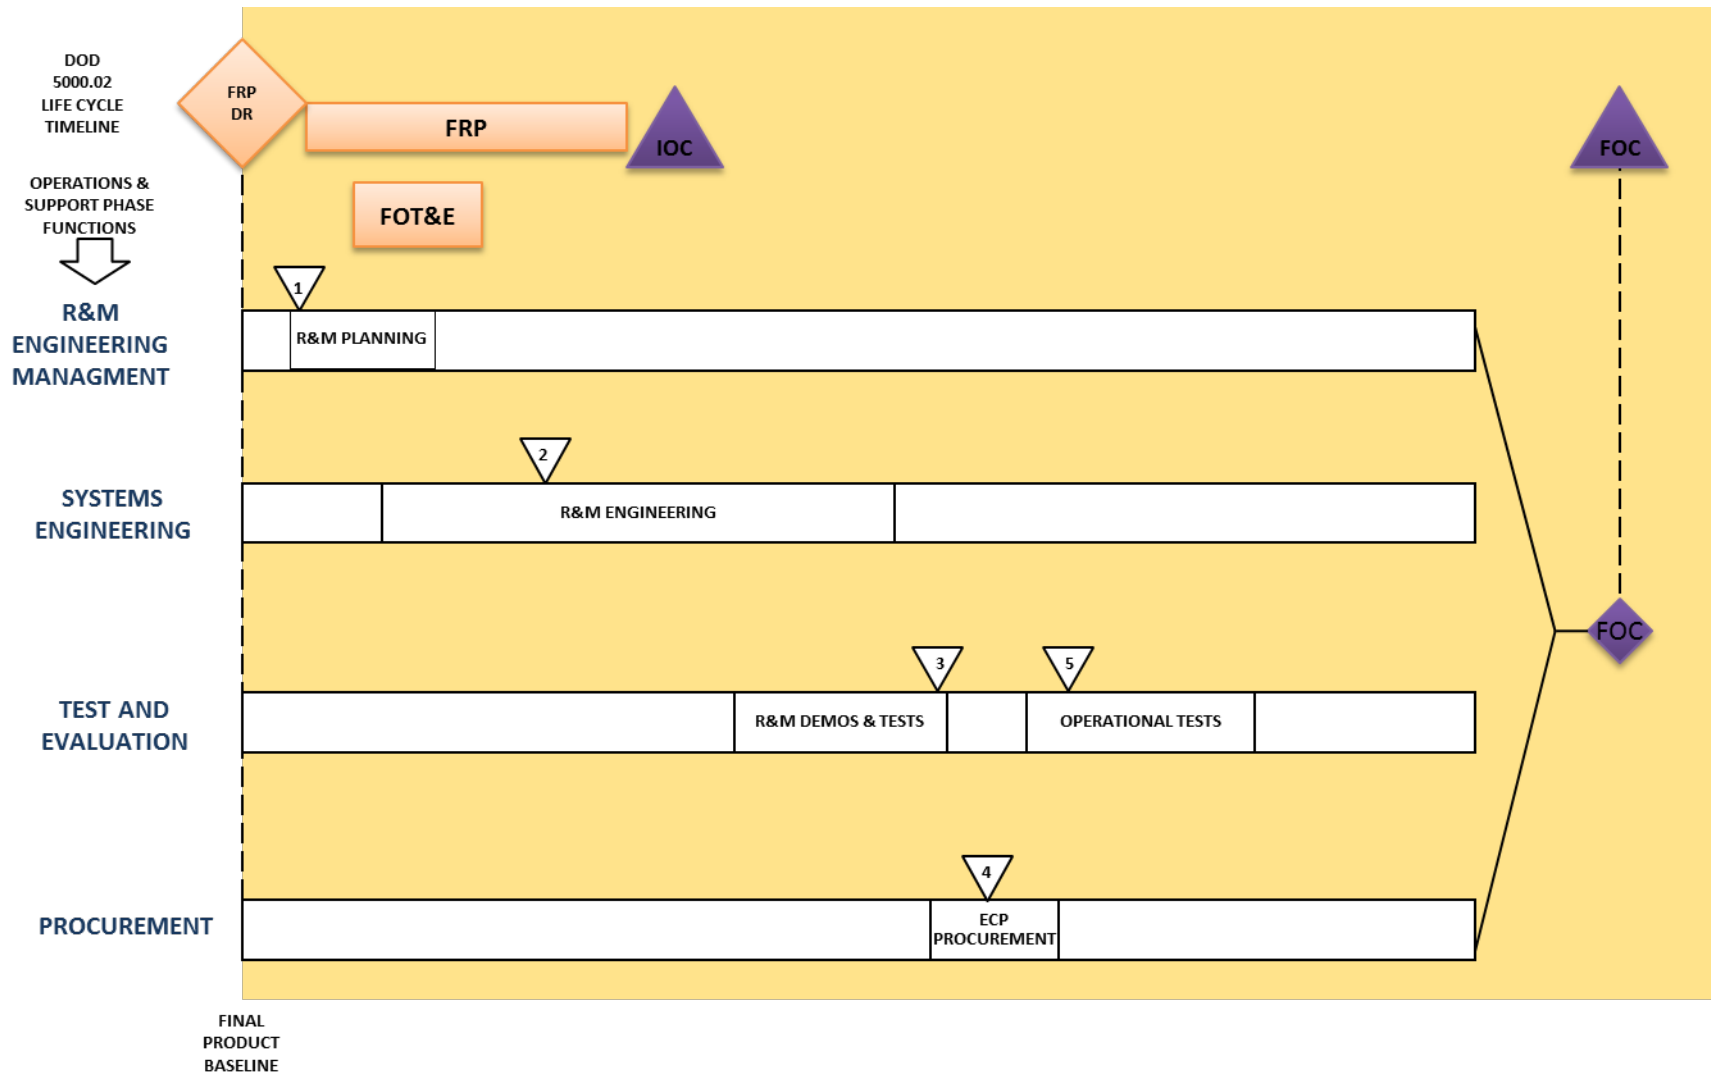 DOD
5000.02
LIFE CYCLE
TIMELINE
FRP
DR
FRP
IOC
FOC
OPERATIONS &
SUPPORT PHASE
FUNCTIONS
FOT&E
1
R&M
ENGINEERING
MANAGMENT
R&M PLANNING
2
SYSTEMS
ENGINEERING
R&M ENGINEERING
FOC
3
5
TEST AND
EVALUATION
R&M DEMOS & TESTS
OPERATIONAL TESTS
4
PROCUREMENT
ECP
PROCUREMENT
FINAL
PRODUCT
BASELINE